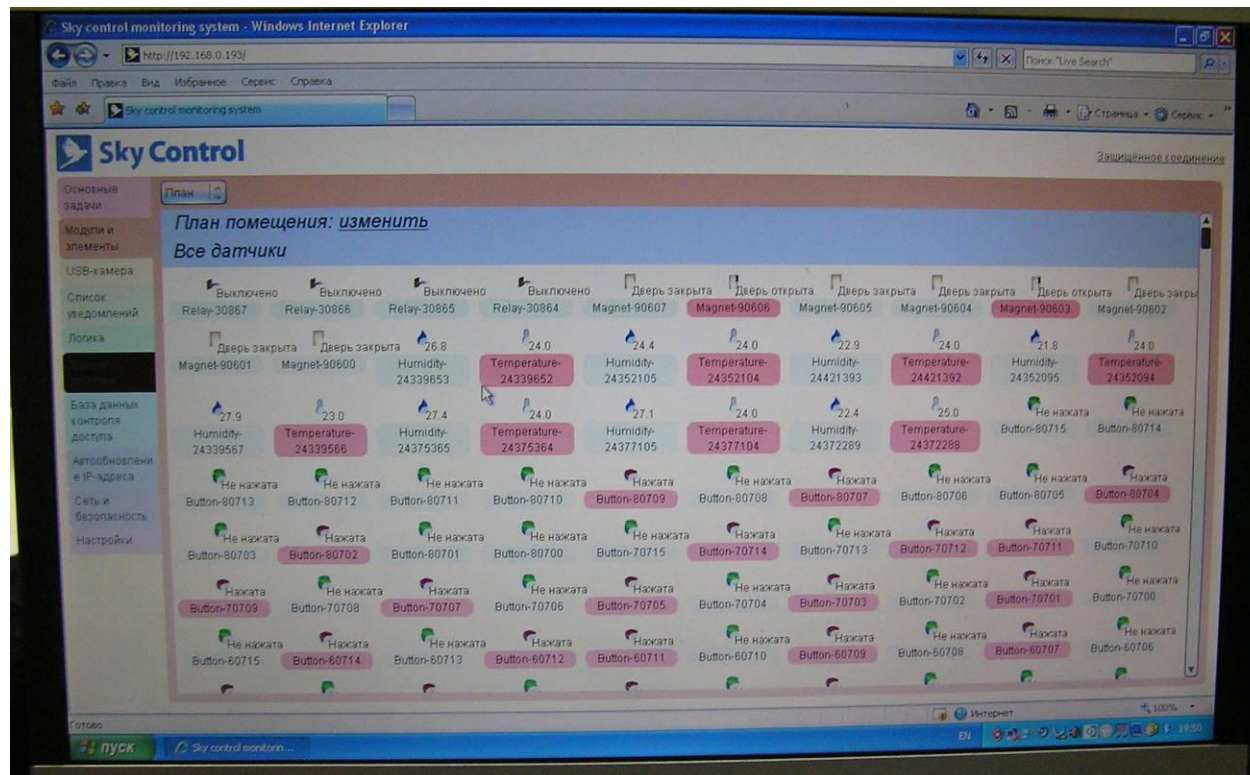 Sky control monitoring system - Windows Internet Explorer
http://192.168.0.193/
Поиск "Live Search"
Файл Правка Вид Избранное Сервис Справка
Sky control monitoring system
Страница Сервис
Sky Control
Защищённое соединение
Основные задачи
Модули и элементы
USB-камера
Список уведомлений
Логика
База данных контроля доступа
Автообновление IP-адреса
Сеть и безопасность
Настройки
План
План помещения: изменить
Все датчики
Выключено Выключено Выключено Выключено Дверь закрыта Дверь открыта Дверь закрыта Дверь закрыта Дверь открыта Дверь закры
Relay-30867 Relay-30866 Relay-30865 Relay-30864 Magnet-90607 Magnet-90606 Magnet-90605 Magnet-90604 Magnet-90603 Magnet-90602
Дверь закрыта Дверь закрыта 26.8 24.0 24.4 24.0 22.9 24.0 21.8 24.0
Magnet-90601 Magnet-90600 Humidity- Temperature- Humidity- Temperature- Humidity- Temperature- Humidity- Temperature-
24339653 24339652 24352105 24352104 24421393 24421392 24352095 24352094
27.9 23.0 27.4 24.0 27.1 24.0 22.4 25.0 Не нажата Не нажата
Humidity- Temperature- Humidity- Temperature- Humidity- Temperature- Humidity- Temperature- Button-80715 Button-80714
24339567 24339566 24375365 24375364 24377105 24377104 24372289 24372288
Не нажата Не нажата Не нажата Не нажата Нажата Не нажата Нажата Не нажата Не нажата Нажата
Button-80713 Button-80712 Button-80711 Button-80710 Button-80709 Button-80708 Button-80707 Button-80706 Button-80705 Button-80704
Не нажата Нажата Не нажата Не нажата Не нажата Нажата Не нажата Нажата Нажата Не нажата
Button-80703 Button-80702 Button-80701 Button-80700 Button-70715 Button-70714 Button-70713 Button-70712 Button-70711 Button-70710
Нажата Не нажата Нажата Не нажата Нажата Не нажата Нажата Не нажата Нажата Не нажата
Button-70709 Button-70708 Button-70707 Button-70706 Button-70705 Button-70704 Button-70703 Button-70702 Button-70701 Button-70700
Не нажата Нажата Не нажата Нажата Нажата Не нажата Нажата Не нажата Нажата Не нажата
Button-60715 Button-60714 Button-60713 Button-60712 Button-60711 Button-60710 Button-60709 Button-60708 Button-60707 Button-60706
Готово Интернет 100%
пуск Sky control monitorin... EN 19:50